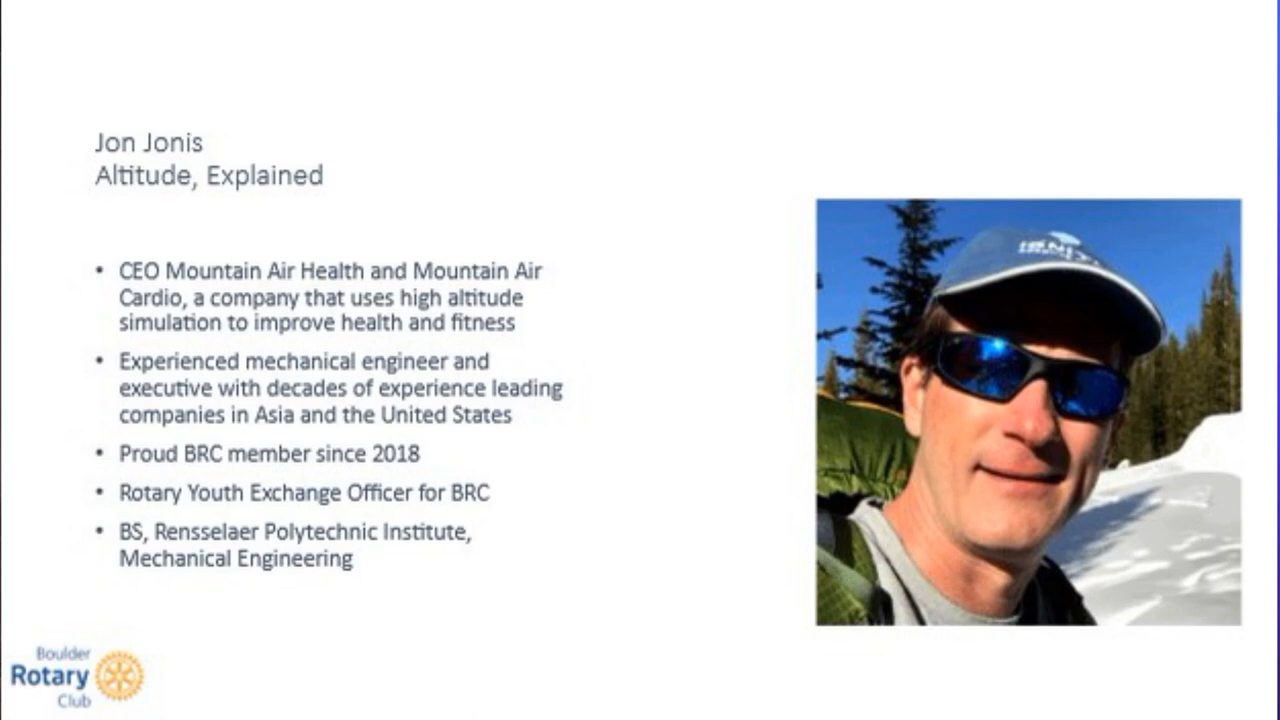 Jon Jonis
Altitude, Explained
• CEO Mountain Air Health and Mountain Air
Cardio, a company that uses high altitude
simulation to improve health and fitness
• Experienced mechanical engineer and
executive with decades of experience leading
companies in Asia and the United States
• Proud BRC member since 2018
• Rotary Youth Exchange Officer for BRC
• BS, Rensselaer Polytechnic Institute,
Mechanical Engineering
Boulder
Rotary
Club